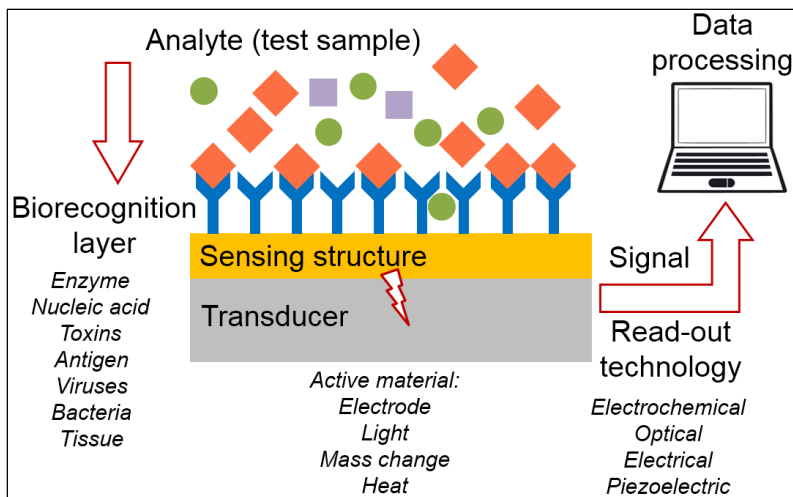 Analyte (test sample)
Data
processing
Biorecognition
layer
Enzyme
Nucleic acid
Toxins
Antigen
Viruses
Bacteria
Tissue
Sensing structure
Transducer
Active material:
Electrode
Light
Mass change
Heat
Signal
Read-out
technology
Electrochemical
Optical
Electrical
Piezoelectric